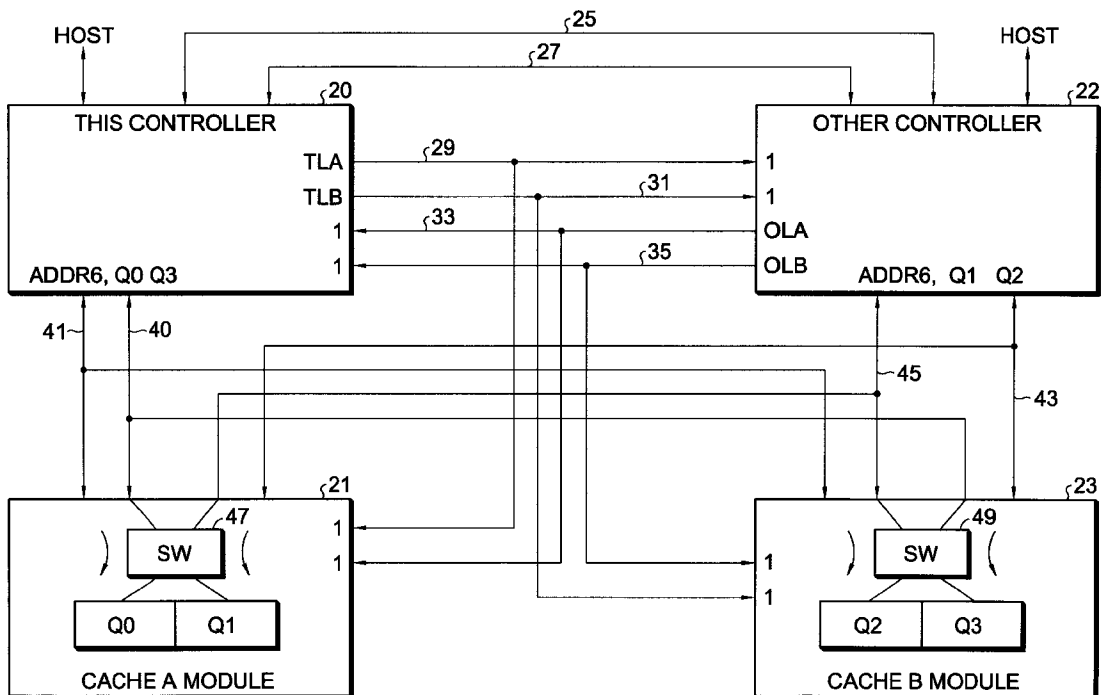 HOST
25
HOST
27
20
22
THIS CONTROLLER
OTHER CONTROLLER
TLA
29
1
TLB
31
1
1
33
OLA
1
35
OLB
ADDR6, Q0 Q3
ADDR6, Q1 Q2
41
40
45
43
21
23
47
49
SW
1
SW
1
1
1
Q0
Q1
Q2
Q3
CACHE A MODULE
CACHE B MODULE